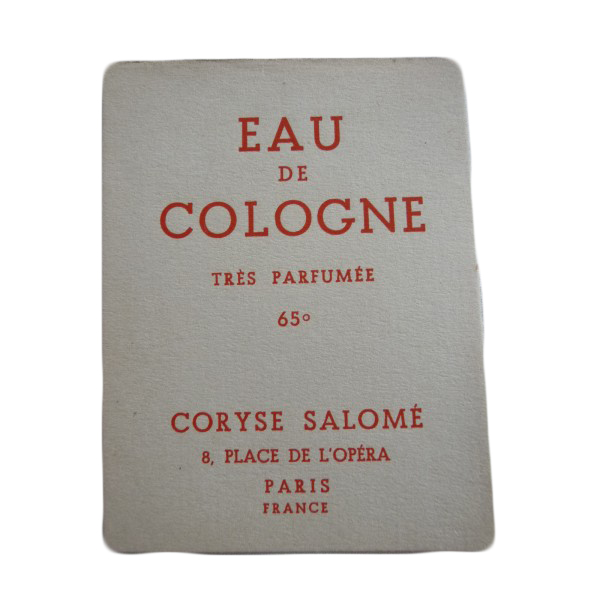 EAU
DE
COLOGNE
TRÈS PARFUMÉE
65°
CORYSE SALOMÉ
8, PLACE DE L'OPÉRA
PARIS
FRANCE